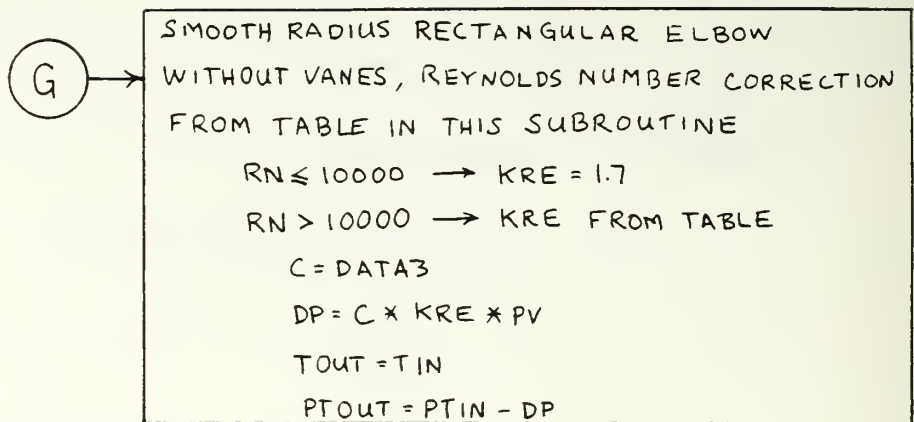 G
SMOOTH RADIUS RECTANGULAR ELBOW
WITHOUT VANES, REYNOLDS NUMBER CORRECTION
FROM TABLE IN THIS SUBROUTINE
RN ≤ 10000 → KRE = 1.7
RN > 10000 → KRE FROM TABLE
C = DATA3
DP = C * KRE * PV
TOUT = TIN
PTOUT = PTIN - DP